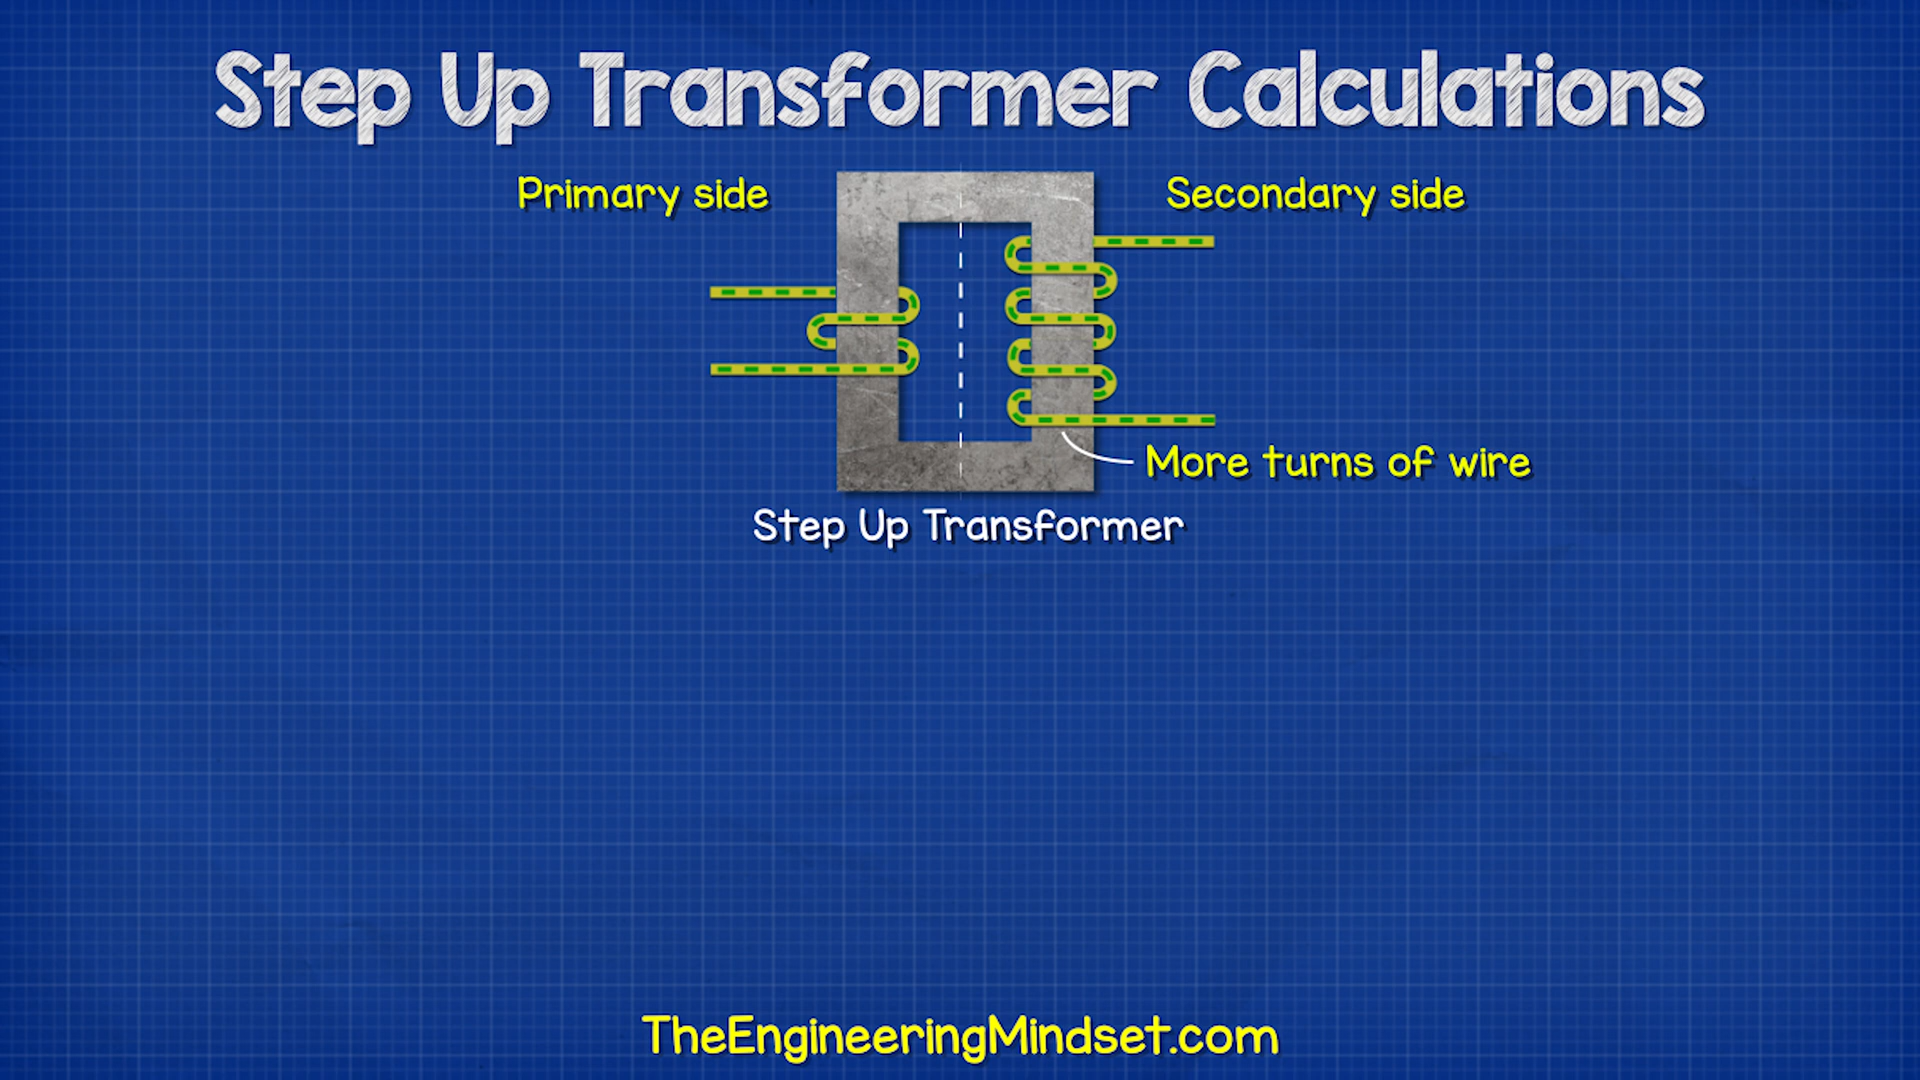 Step Up Transformer Calculations
Primary side
Secondary side
More turns of wire
Step Up Transformer
TheEngineeringMindset.com